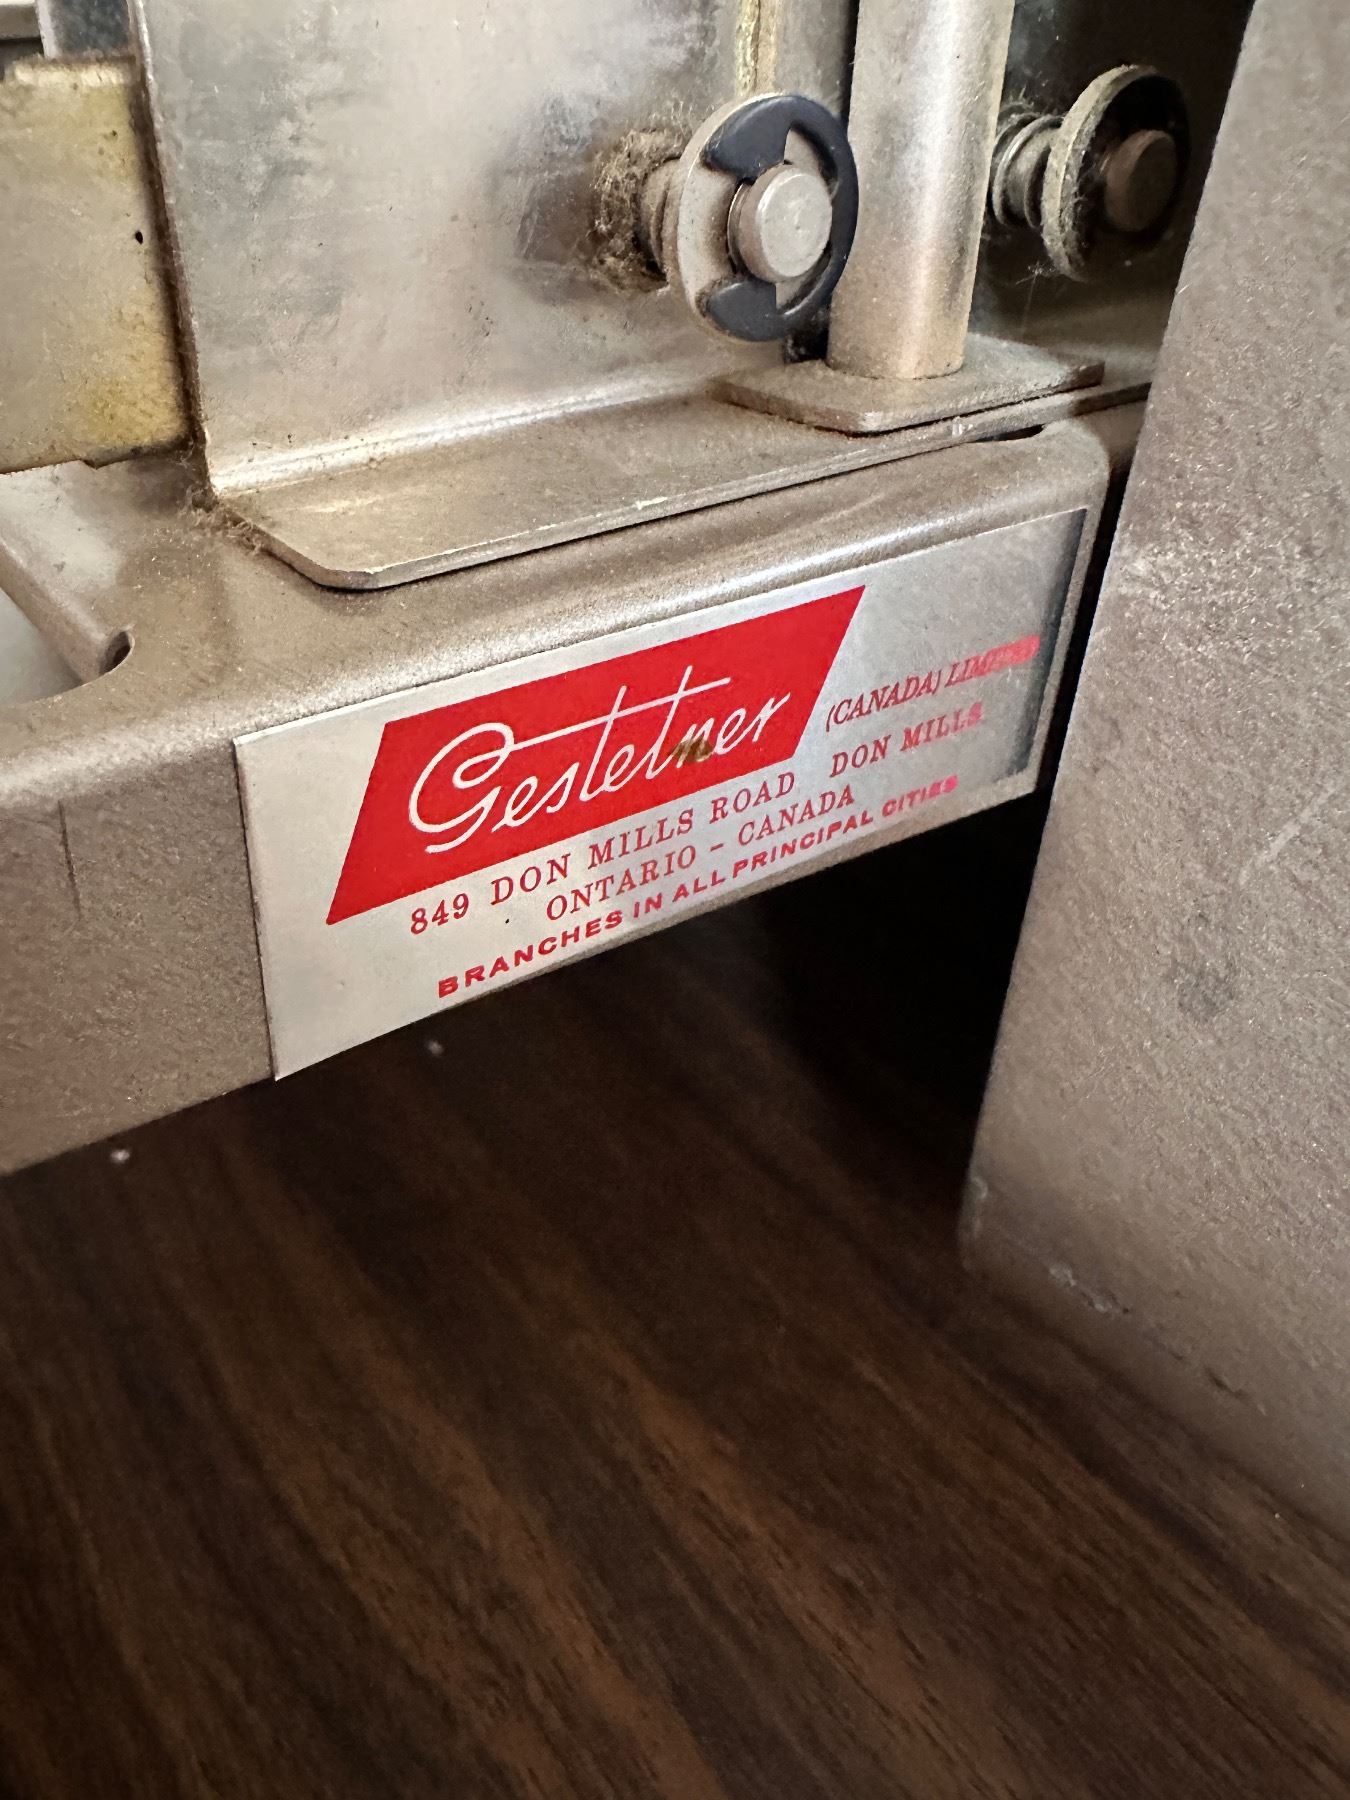 Gestetner (CANADA) LIMITED
849 DON MILLS ROAD DON MILLS
ONTARIO - CANADA
BRANCHES IN ALL PRINCIPAL CITIES